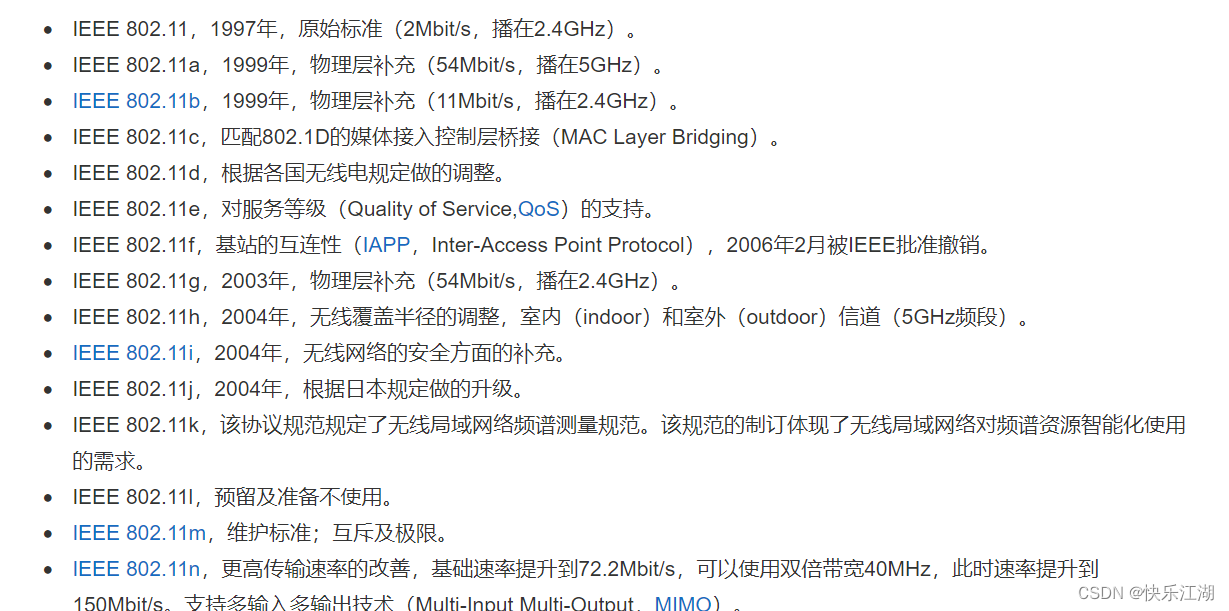 IEEE 802.11，1997年，原始标准（2Mbit/s，播在2.4GHz）。
IEEE 802.11a，1999年，物理层补充（54Mbit/s，播在5GHz）。
IEEE 802.11b，1999年，物理层补充（11Mbit/s，播在2.4GHz）。
IEEE 802.11c，匹配802.1D的媒体接入控制层桥接（MAC Layer Bridging）。
IEEE 802.11d，根据各国无线电规定做的调整。
IEEE 802.11e，对服务等级（Quality of Service,QoS）的支持。
IEEE 802.11f，基站的互连性（IAPP，Inter-Access Point Protocol），2006年2月被IEEE批准撤销。
IEEE 802.11g，2003年，物理层补充（54Mbit/s，播在2.4GHz）。
IEEE 802.11h，2004年，无线覆盖半径的调整，室内（indoor）和室外（outdoor）信道（5GHz频段）。
IEEE 802.11i，2004年，无线网络的安全方面的补充。
IEEE 802.11j，2004年，根据日本规定做的升级。
IEEE 802.11k，该协议规范规定了无线局域网络频谱测量规范。该规范的制订体现了无线局域网络对频谱资源智能化使用
的需求。
IEEE 802.11l，预留及准备不使用。
IEEE 802.11m，维护标准；互斥及极限。
IEEE 802.11n，更高传输速率的改善，基础速率提升到72.2Mbit/s，可以使用双倍带宽40MHz，此时速率提升到
150Mbit/s。支持多输入多输出技术（Multi-Input Multi-Output，MIMO）。
CSDN @快乐江湖